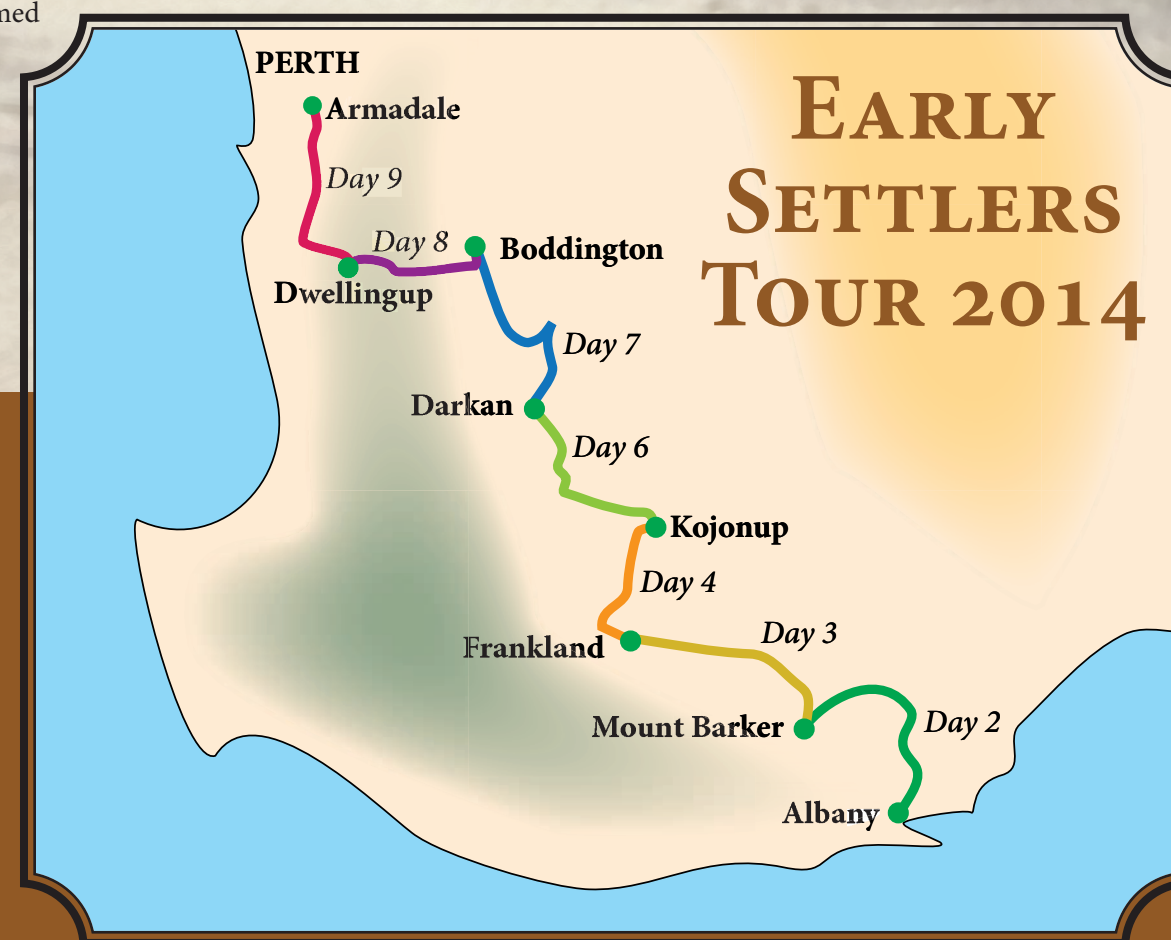 PERTH
Armadale
Day 9
Day 8
Boddington
Dwellingup
Day 7
Darkan
Day 6
Kojonup
Day 4
Frankland
Day 3
Mount Barker
Day 2
Albany
EARLY
SETTLERS
TOUR 2014